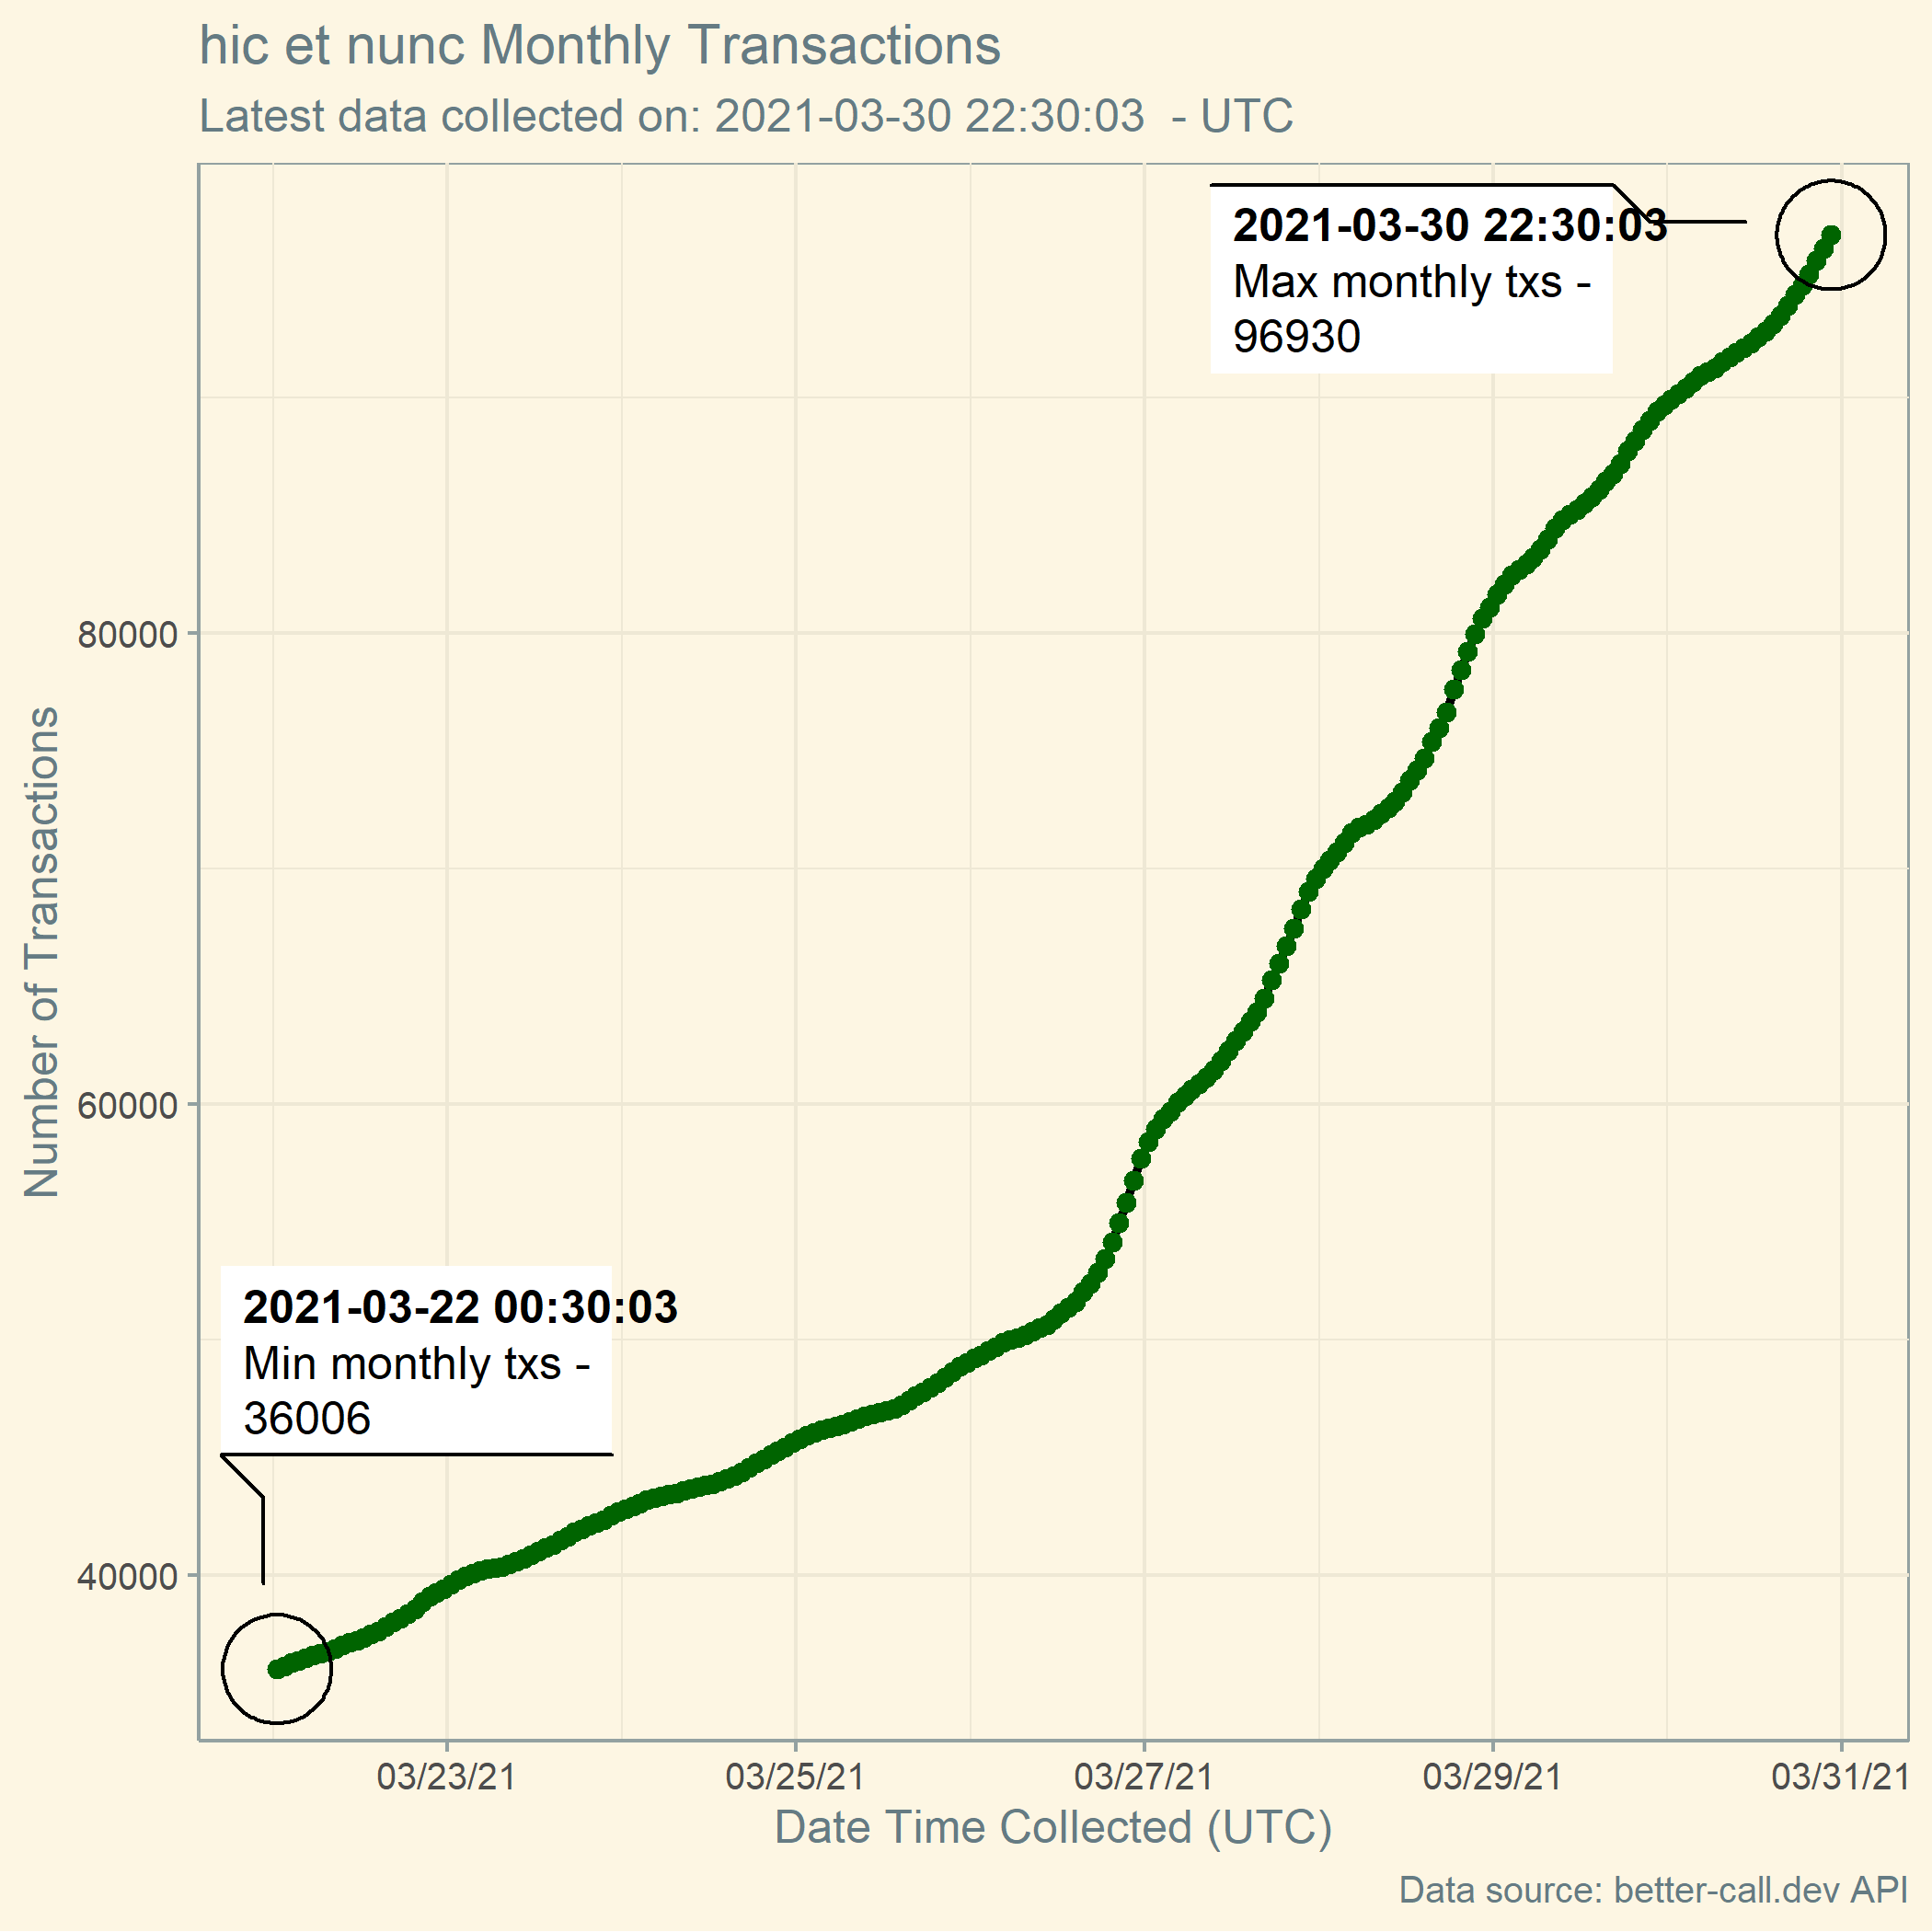 hic et nunc Monthly Transactions
Latest data collected on: 2021-03-30 22:30:03  - UTC
2021-03-30 22:30:03
Max monthly txs -
96930
80000
60000
40000
Number of Transactions
2021-03-22 00:30:03
Min monthly txs -
36006
03/23/21 03/25/21 03/27/21 03/29/21 03/31/21
Date Time Collected (UTC)
Data source: better-call.dev API